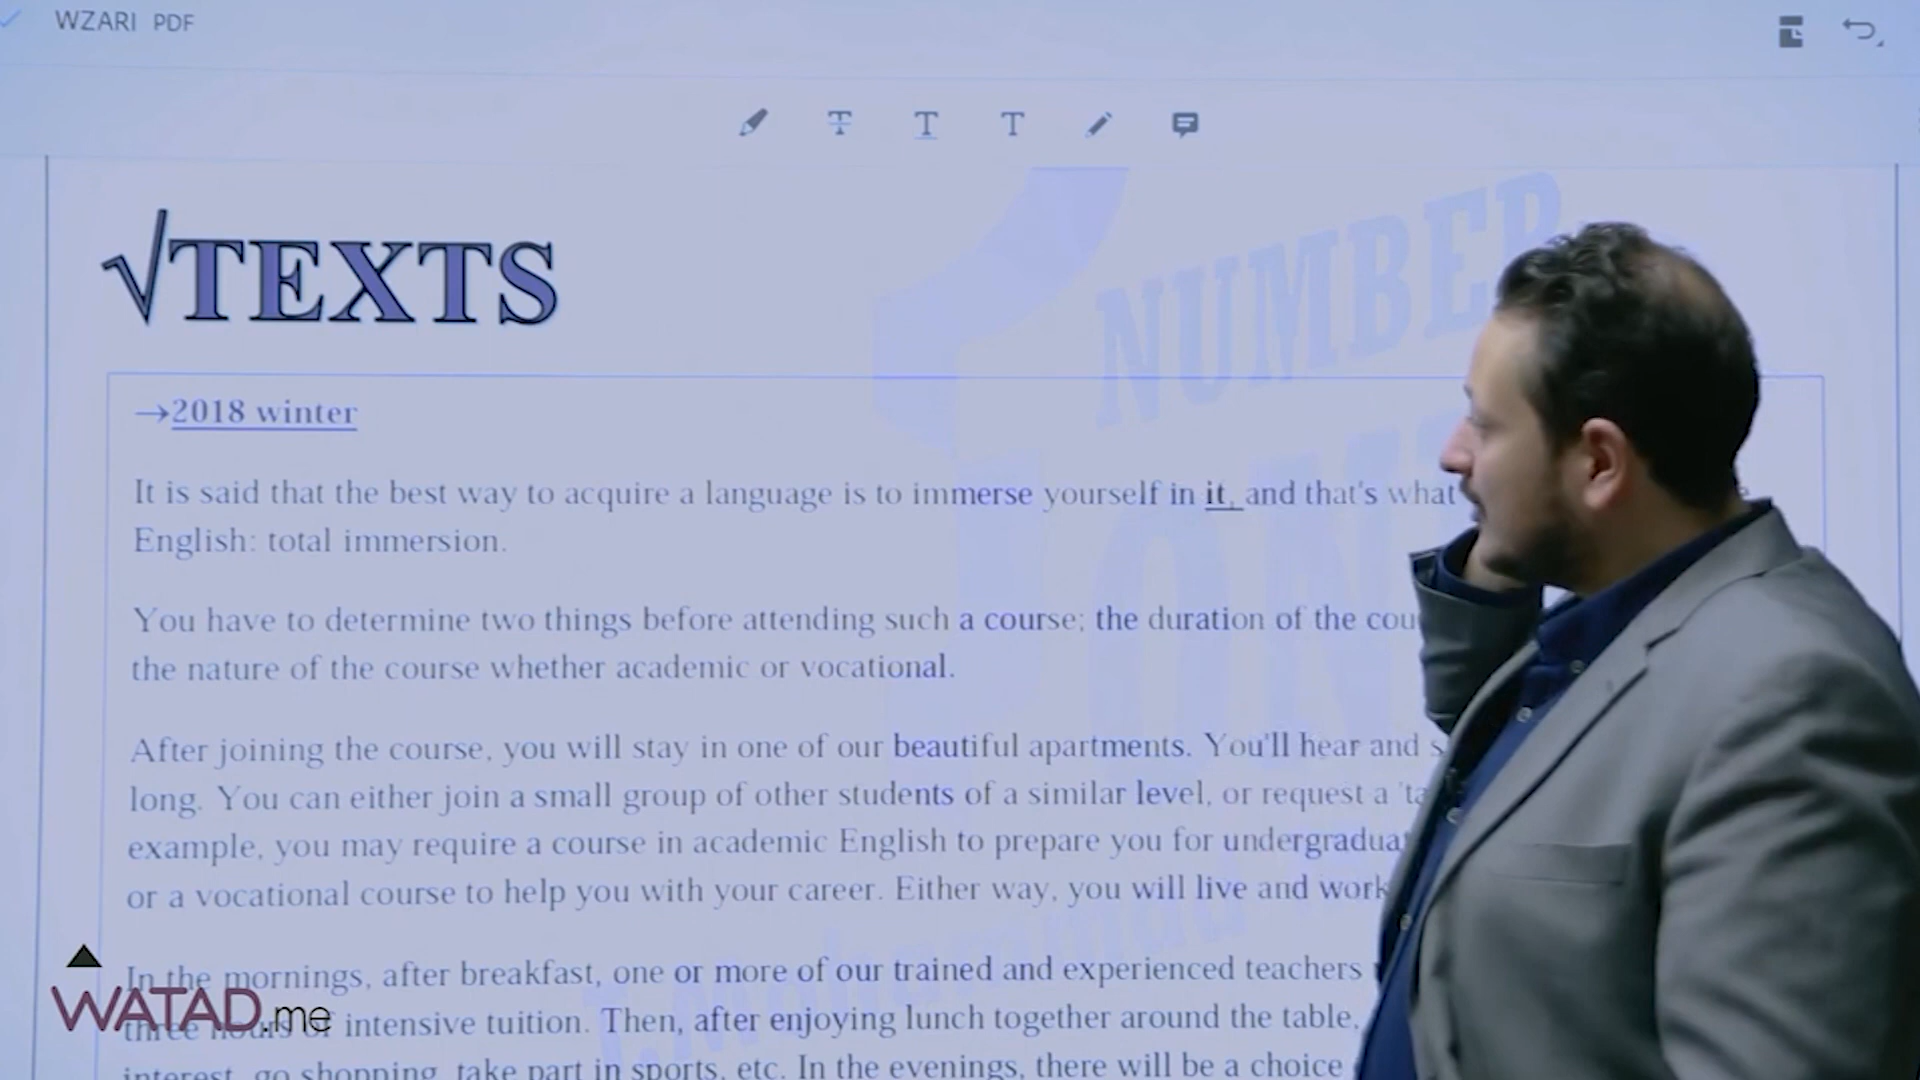 WZARI PDF
√TEXTS
NUMBER
→2018 winter
It is said that the best way to acquire a language is to immerse yourself in it, and that's what
English: total immersion.
You have to determine two things before attending such a course; the duration of the
the nature of the course whether academic or vocational.
After joining the course, you will stay in one of our beautiful apartments. You'll hear and
long. You can either join a small group of other students of a similar level, or request a
example, you may require a course in academic English to prepare you for
or a vocational course to help you with your career. Either way, you will live and work
In the mornings, after breakfast, one or more of our trained and experienced teachers
three hours of intensive tuition. Then, after enjoying lunch together around the table,
interest, go shopping, take part in sports, etc. In the evenings, there will be a choice
WATAD.me